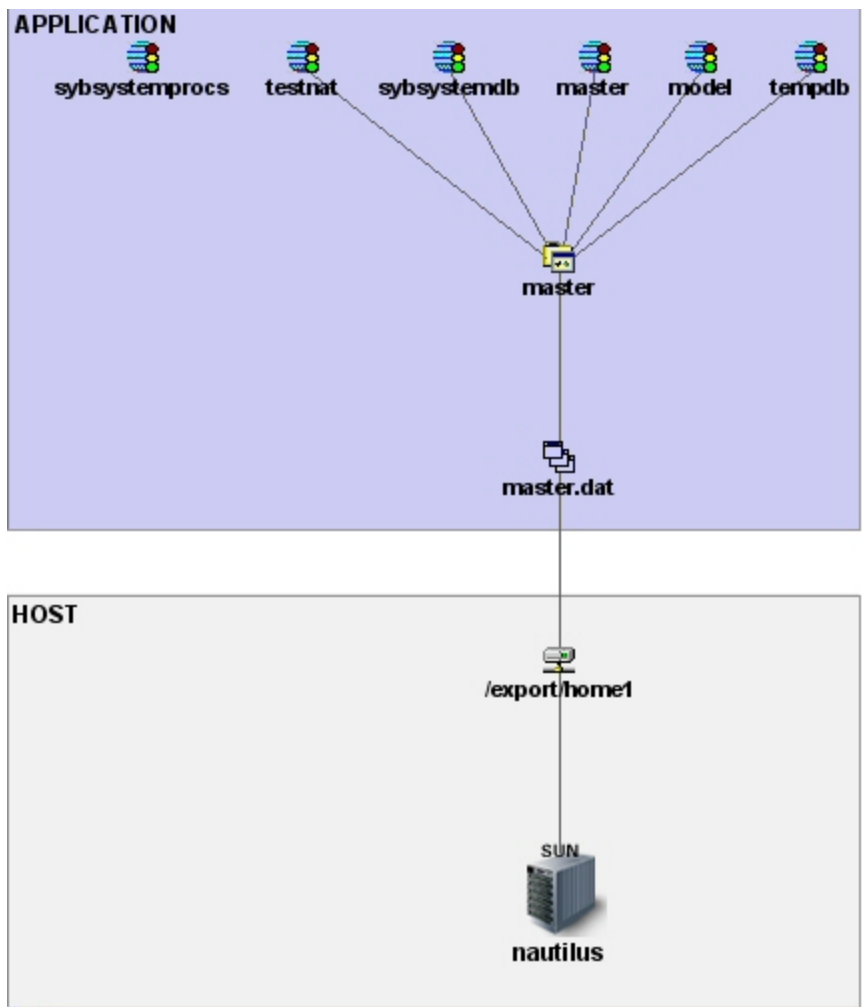 APPLICATION
sybsystemprocs testnat sybsystemdb master model tempdb
master
master.dat
HOST
/export/home1
SUN
nautilus